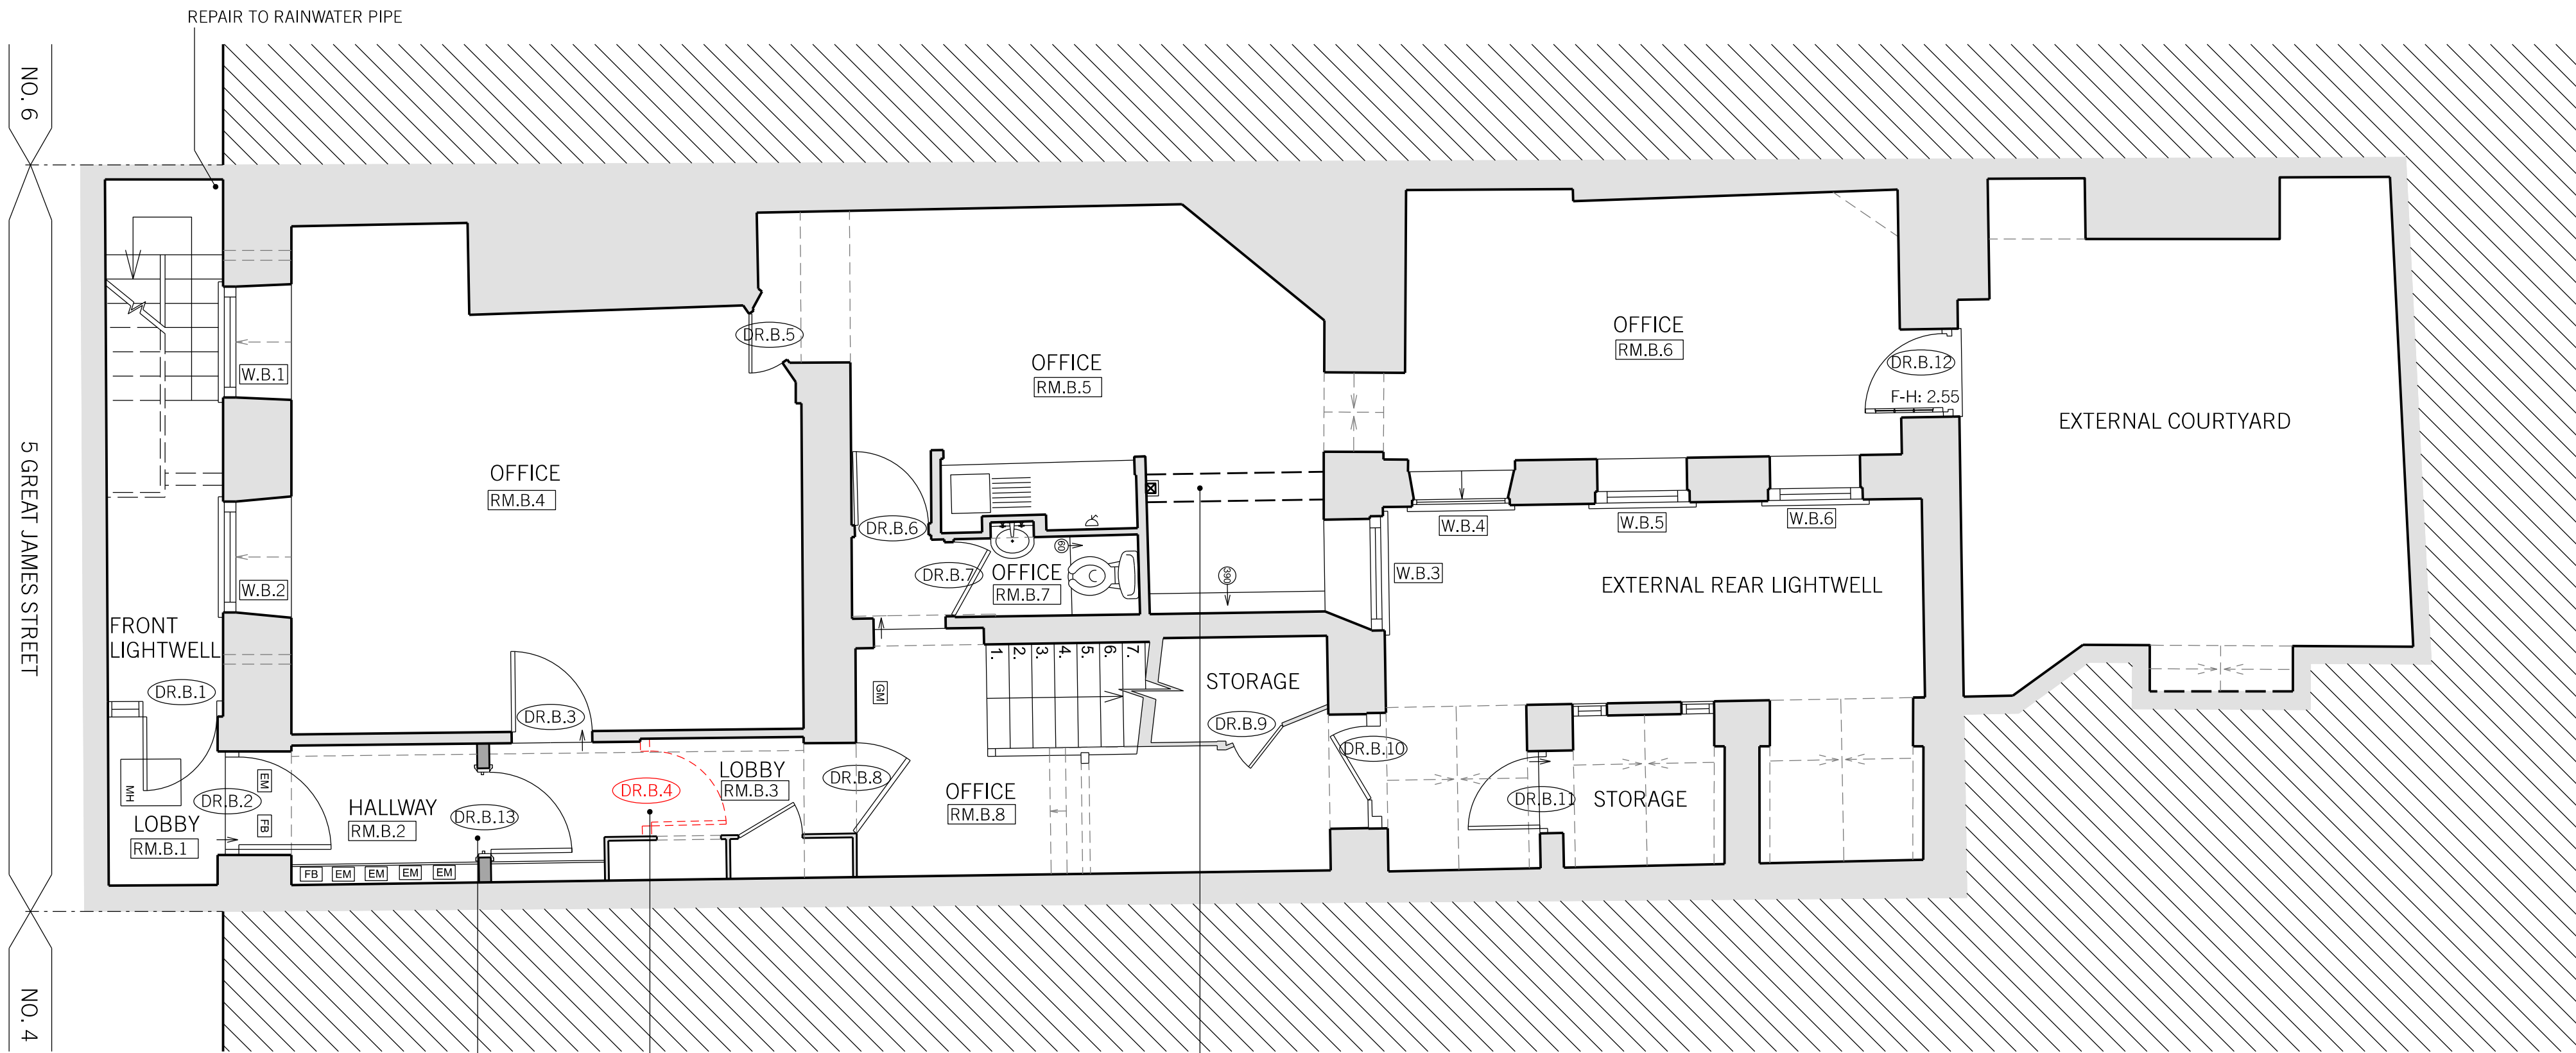 REPAIR TO RAINWATER PIPE
NO. 6
5 GREAT JAMES STREET
NO. 4
W.B.1
W.B.2
FRONT
LIGHTWELL
DR.B.1
MH
LOBBY
RM.B.1
DR.B.2
EM
FB
HALLWAY
RM.B.2
FB
EM
EM
EM
EM
DR.B.13
OFFICE
RM.B.4
DR.B.3
DR.B.4
LOBBY
RM.B.3
DR.B.5
DR.B.8
OFFICE
RM.B.5
DR.B.6
DR.B.7
OFFICE
RM.B.7
60
390
GM
1.
2.
3.
4.
5.
6.
7.
STORAGE
DR.B.9
OFFICE
RM.B.8
DR.B.10
OFFICE
RM.B.6
W.B.3
W.B.4
W.B.5
W.B.6
EXTERNAL REAR LIGHTWELL
DR.B.11
STORAGE
DR.B.12
F-H: 2.55
EXTERNAL COURTYARD